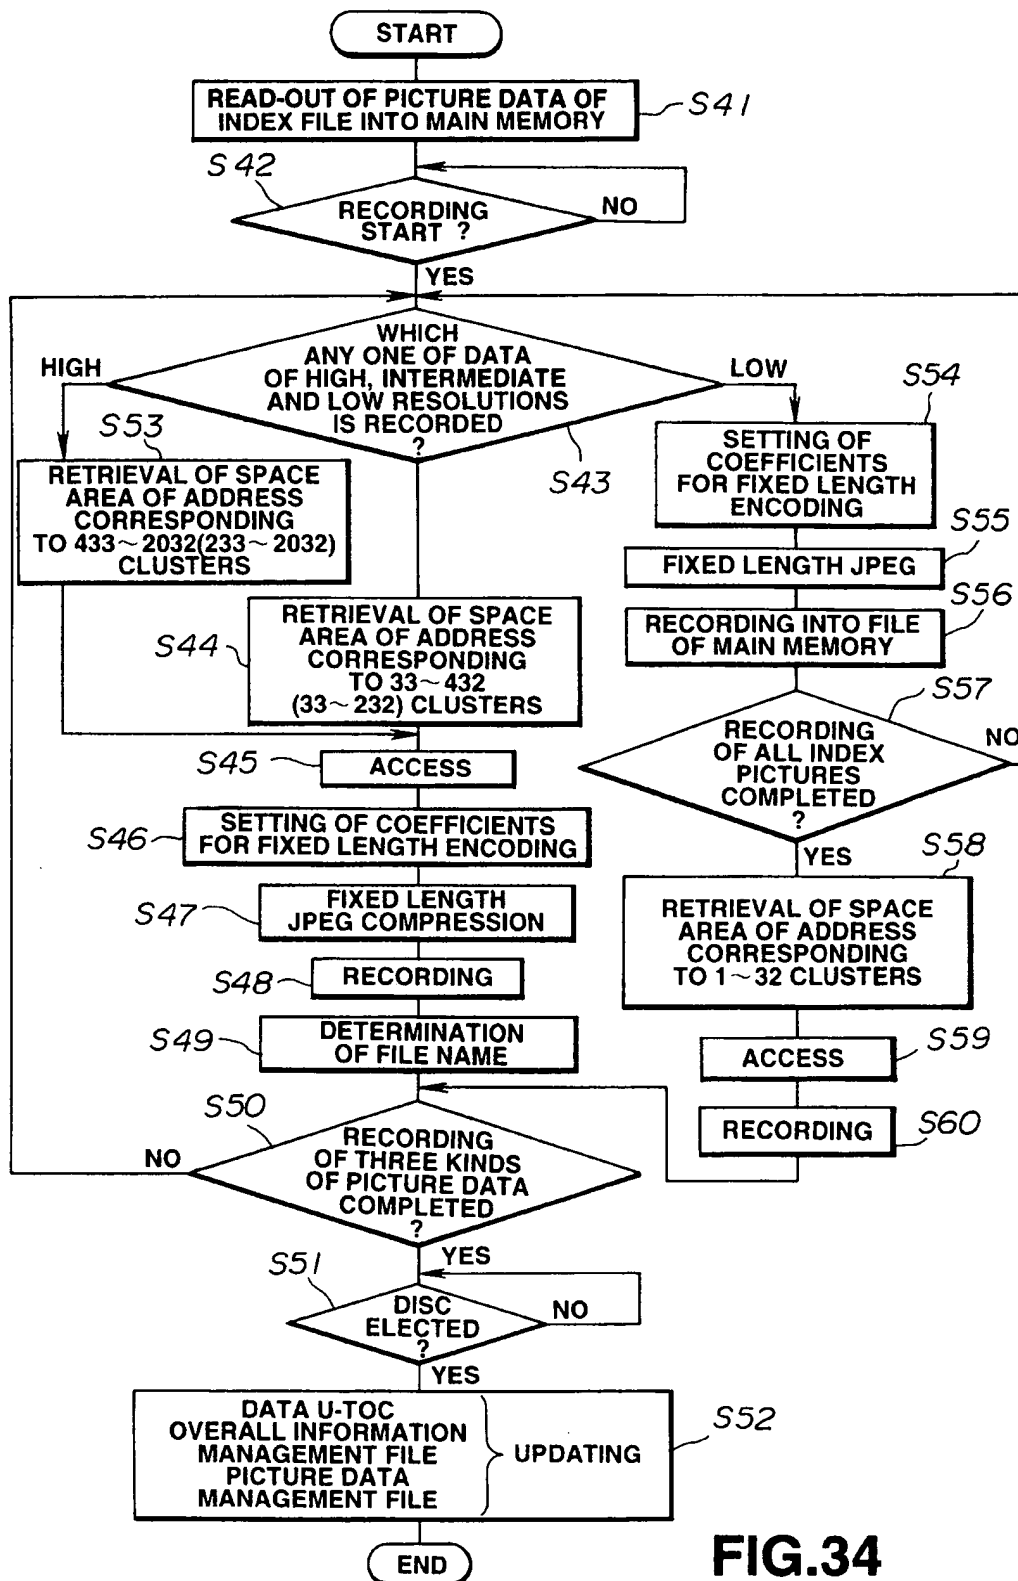 START
READ-OUT OF PICTURE DATA OF
INDEX FILE INTO MAIN MEMORY
S41
S42
RECORDING
START ?
NO
YES
WHICH
ANY ONE OF DATA
OF HIGH, INTERMEDIATE
AND LOW RESOLUTIONS
IS RECORDED
?
HIGH
LOW
S43
S53
RETRIEVAL OF SPACE
AREA OF ADDRESS
CORRESPONDING
TO 433~2032(233~2032)
CLUSTERS
S44
RETRIEVAL OF SPACE
AREA OF ADDRESS
CORRESPONDING
TO 33~432
(33~232) CLUSTERS
S45
ACCESS
S46
SETTING OF COEFFICIENTS
FOR FIXED LENGTH ENCODING
S47
FIXED LENGTH
JPEG COMPRESSION
S48
RECORDING
S49
DETERMINATION
OF FILE NAME
S50
RECORDING
OF THREE KINDS
OF PICTURE DATA
COMPLETED
?
NO
YES
S51
DISC
ELECTED
?
NO
YES
DATA U-TOC
OVERALL INFORMATION
MANAGEMENT FILE
PICTURE DATA
MANAGEMENT FILE
UPDATING
S52
END
S54
SETTING OF
COEFFICIENTS
FOR FIXED LENGTH
ENCODING
S55
FIXED LENGTH JPEG
S56
RECORDING INTO FILE
OF MAIN MEMORY
S57
RECORDING
OF ALL INDEX
PICTURES
COMPLETED
?
NO
YES
S58
RETRIEVAL OF SPACE
AREA OF ADDRESS
CORRESPONDING
TO 1~32 CLUSTERS
S59
ACCESS
RECORDING
S60
FIG.34